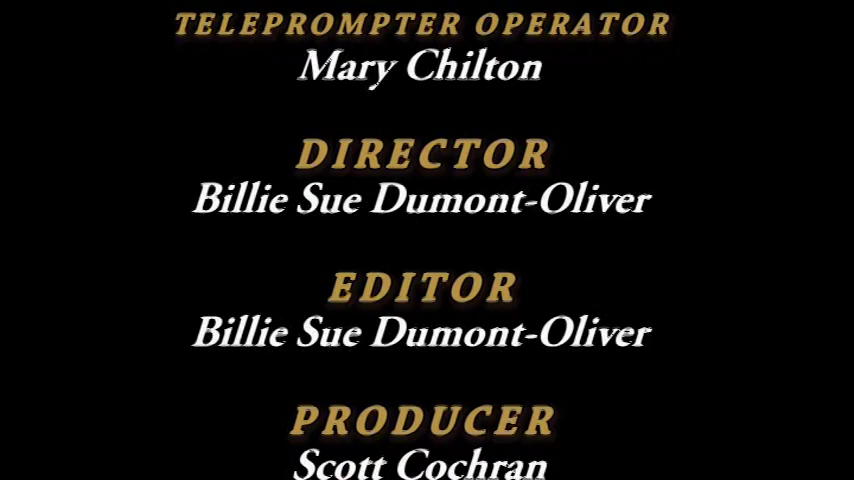 TELEPROMPTER OPERATOR
Mary Chilton
DIRECTOR
Billie Sue Dumont-Oliver
EDITOR
Billie Sue Dumont-Oliver
PRODUCER
Scott Cochran